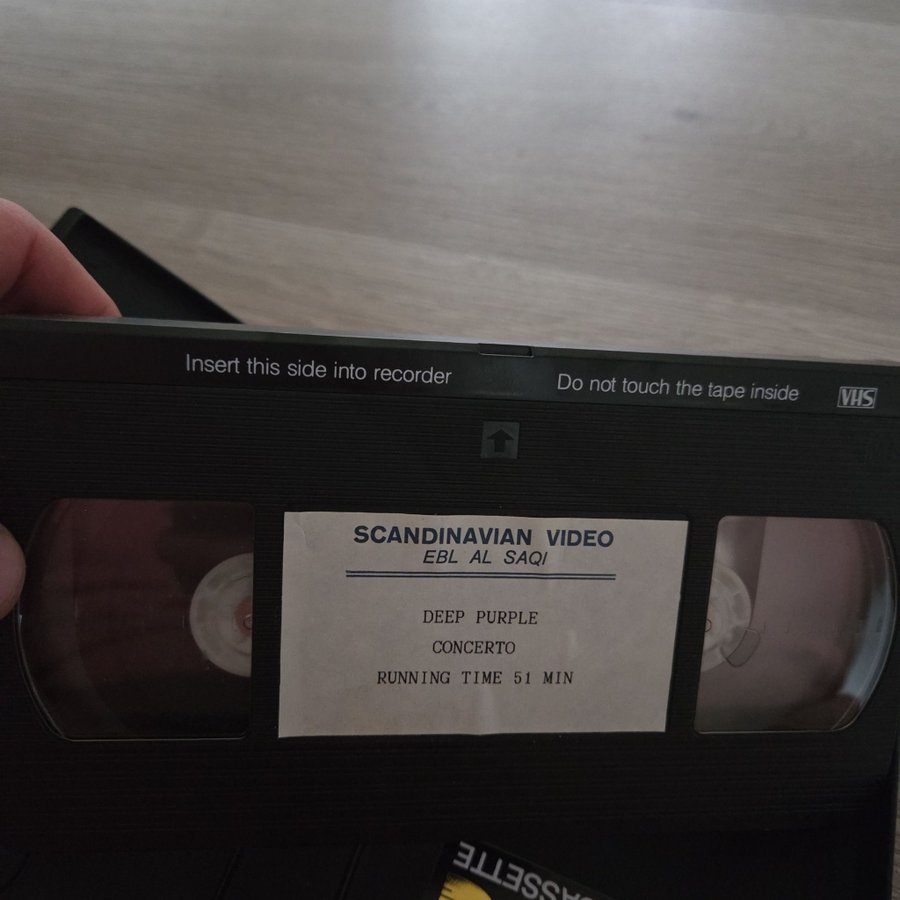 Insert this side into recorder
Do not touch the tape inside
VHS
SCANDINAVIAN VIDEO
EBL AL SAQI
DEEP PURPLE
CONCERTO
RUNNING TIME 51 MIN
CASSETTE